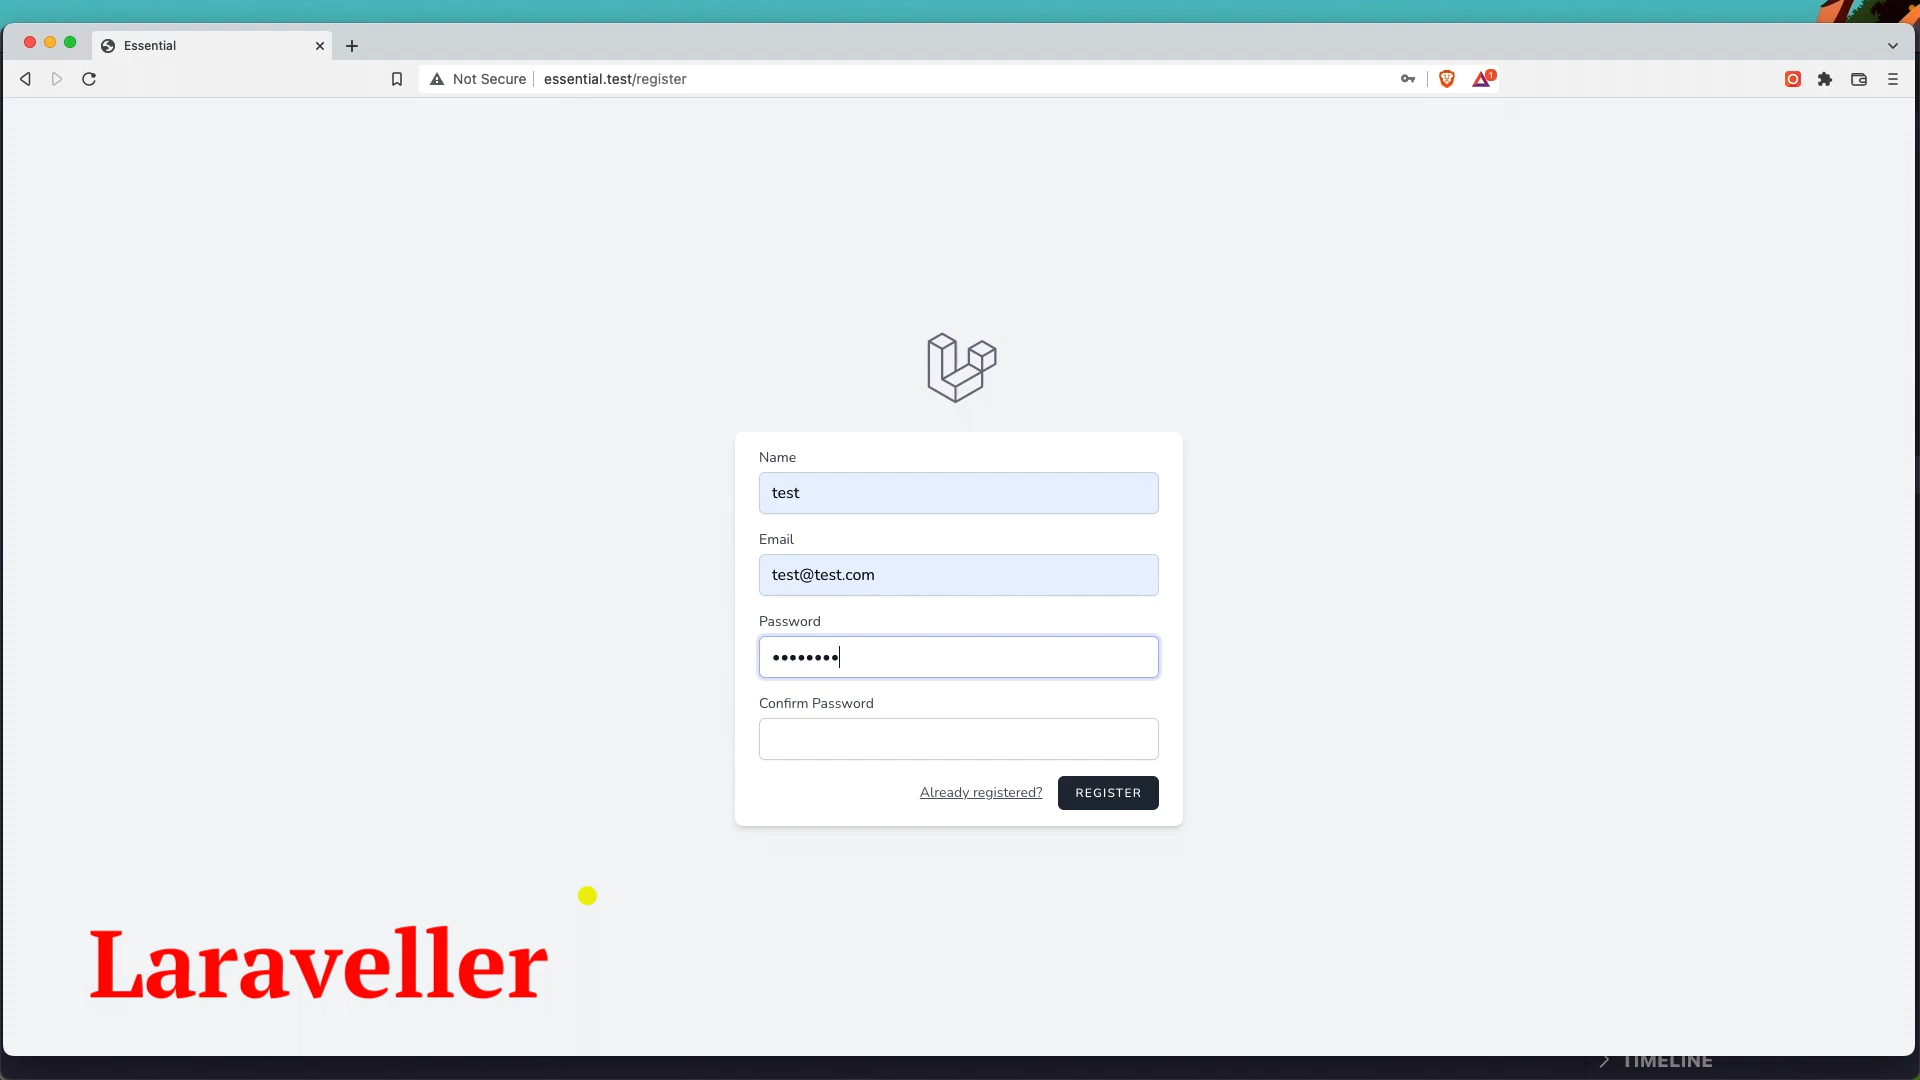 Essential
Not Secure essential.test/register
1
Name
test
Email
test@test.com
Password
••••••••
Confirm Password
Already registered? REGISTER
Laraveller
TIMELINE